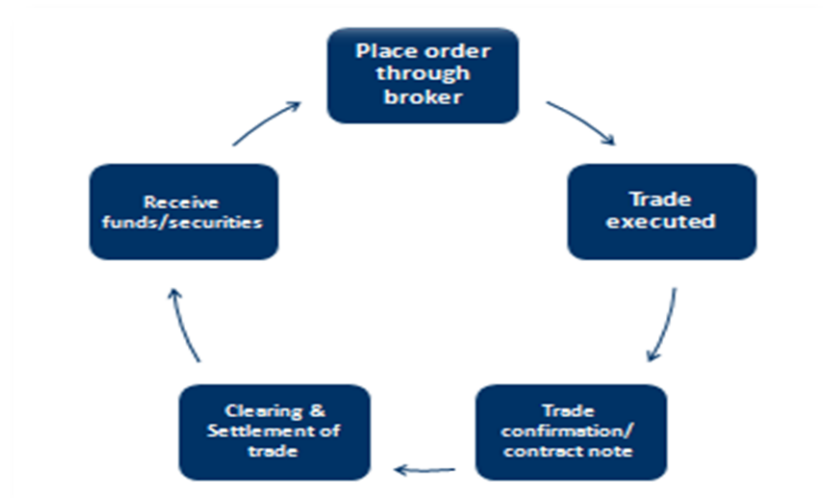 Place order
through
broker
Trade
executed
Trade
confirmation/
contract note
Clearing &
Settlement of
trade
Receive
funds/securities